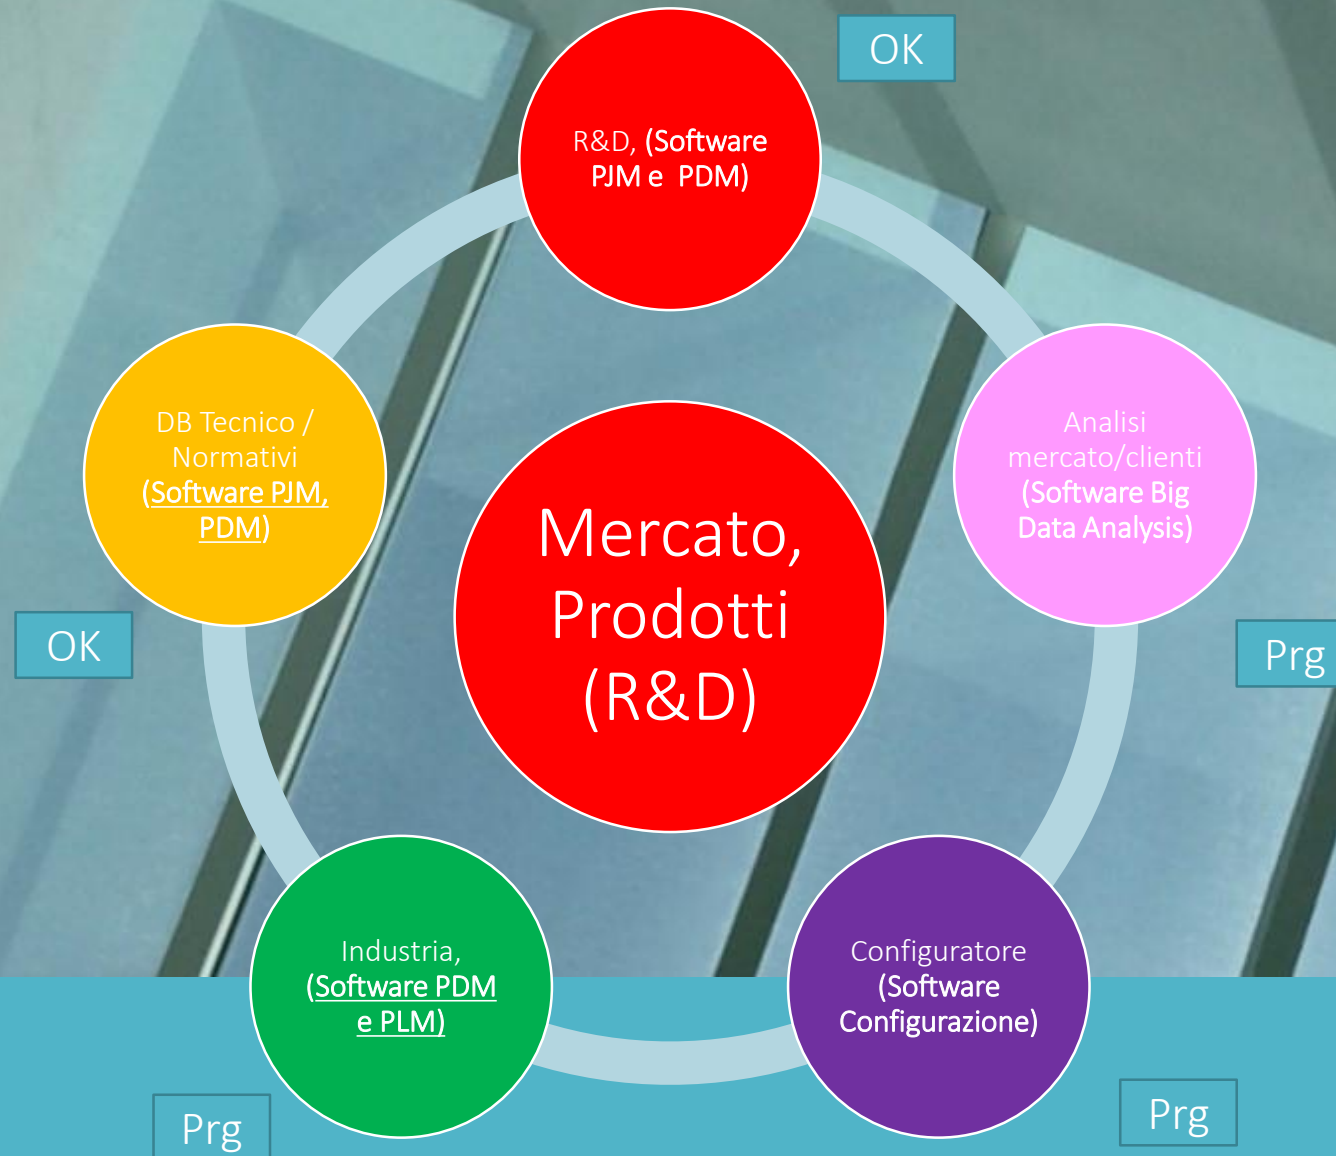 OK
R&D, (Software
PJM e PDM)
DB Tecnico /
Normativi
(Software PJM,
PDM)
Analisi
mercato/clienti
(Software Big
Data Analysis)
Mercato,
Prodotti
(R&D)
OK
Prg
Industria,
(Software PDM
e PLM)
Configuratore
(Software
Configurazione)
Prg
Prg